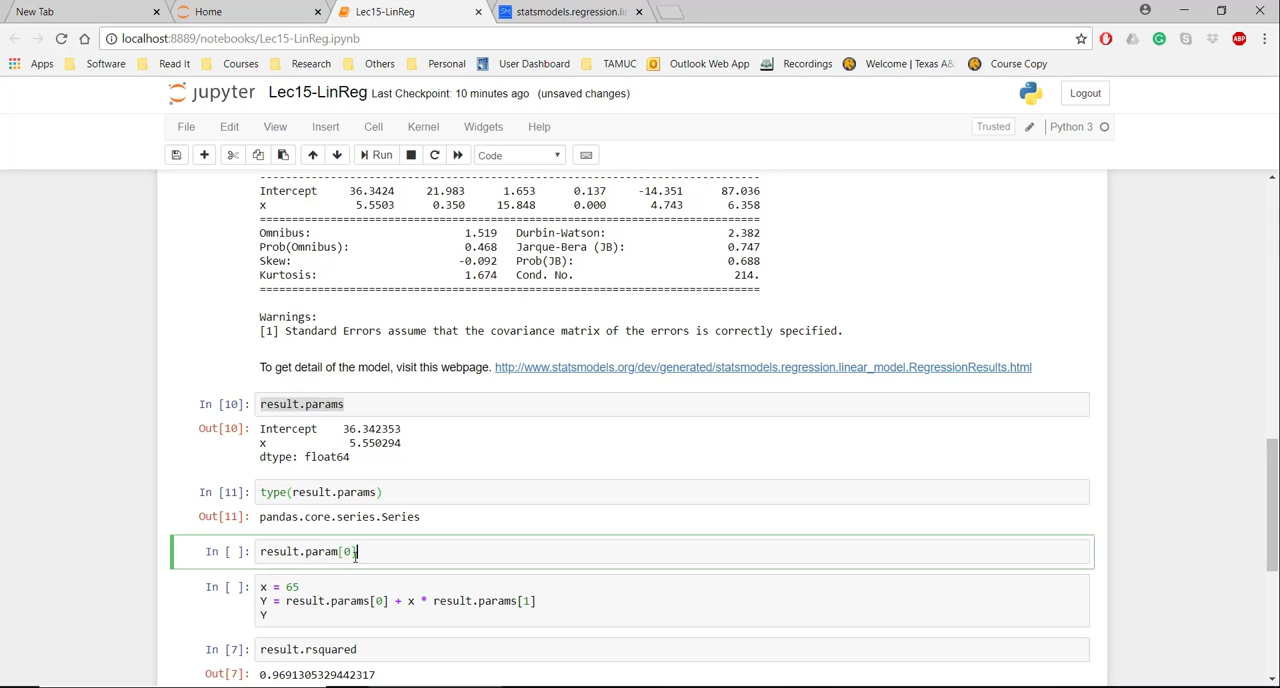 New Tab × Home × Lec15-LinReg × statsmodels.regression.lin ×
localhost:8889/notebooks/Lec15-LinReg.ipynb
Apps Software Read It Courses Research Others Personal User Dashboard TAMUC Outlook Web App Recordings Welcome | Texas A& Course Copy
jupyter Lec15-LinReg Last Checkpoint: 10 minutes ago (unsaved changes) Logout
File Edit View Insert Cell Kernel Widgets Help Trusted Python 3
Run Code
Intercept 36.3424 21.983 1.653 0.137 -14.351 87.036
x 5.5503 0.350 15.848 0.000 4.743 6.358
==============================================================================
Omnibus: 1.519 Durbin-Watson: 2.382
Prob(Omnibus): 0.468 Jarque-Bera (JB): 0.747
Skew: -0.092 Prob(JB): 0.688
Kurtosis: 1.674 Cond. No. 214.
==============================================================================
Warnings:
[1] Standard Errors assume that the covariance matrix of the errors is correctly specified.
To get detail of the model, visit this webpage. http://www.statsmodels.org/dev/generated/statsmodels.regression.linear_model.RegressionResults.html
In [10]: result.params
Out[10]: Intercept 36.342353
x 5.550294
dtype: float64
In [11]: type(result.params)
Out[11]: pandas.core.series.Series
In [ ]: result.param[0]
In [ ]: x = 65
Y = result.params[0] + x * result.params[1]
Y
In [7]: result.rsquared
Out[7]: 0.9691305329442317